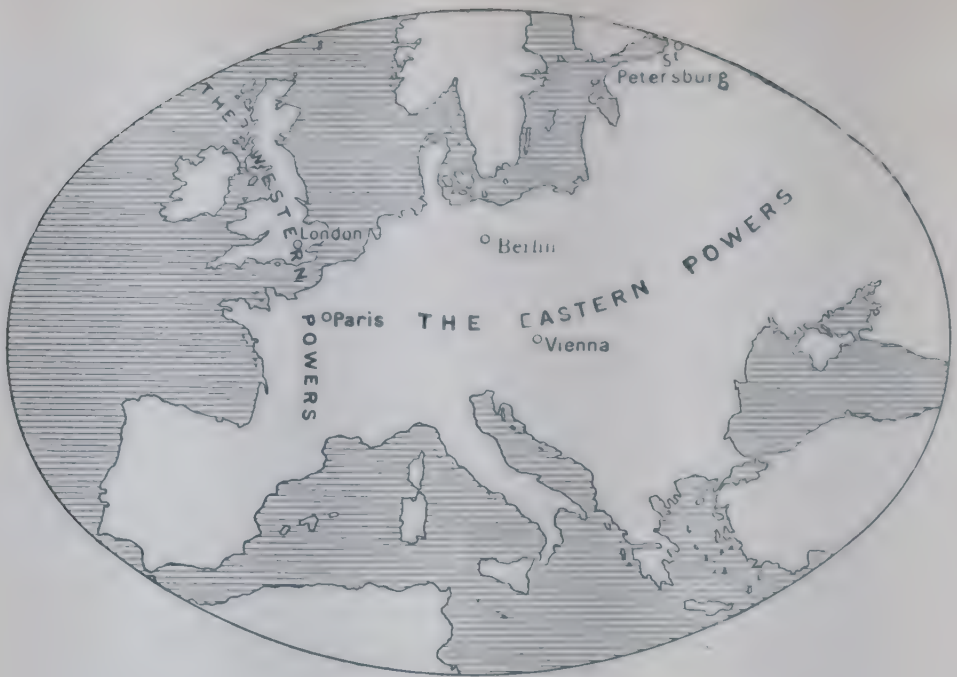 St
Petersburg
THE WESTERN POWERS
London
Berlin
Paris
THE EASTERN POWERS
Vienna